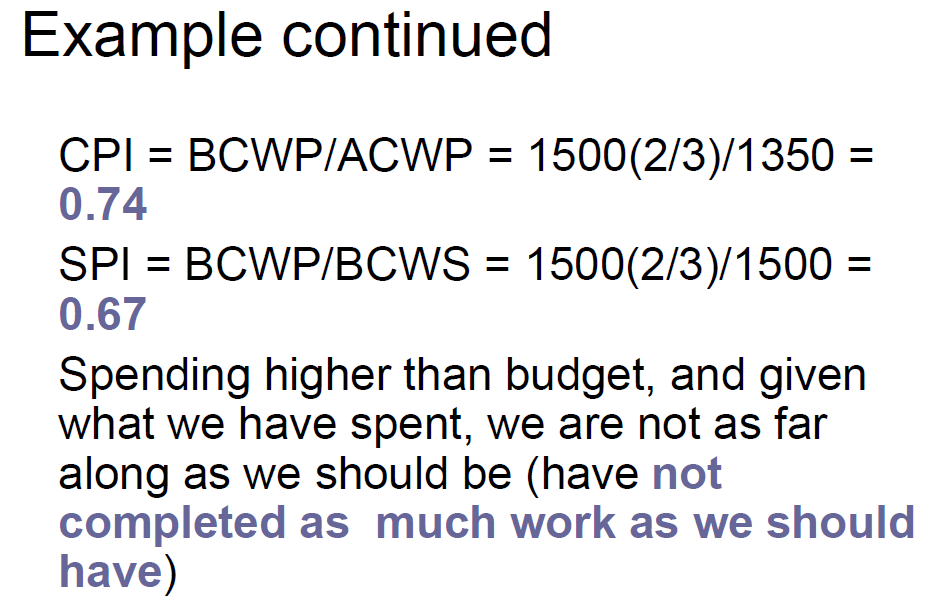 Example continued
CPI = BCWP/ACWP = 1500(2/3)/1350 =
0.74
SPI = BCWP/BCWS = 1500(2/3)/1500 =
0.67
Spending higher than budget, and given
what we have spent, we are not as far
along as we should be (have not
completed as  much work as we should
have)